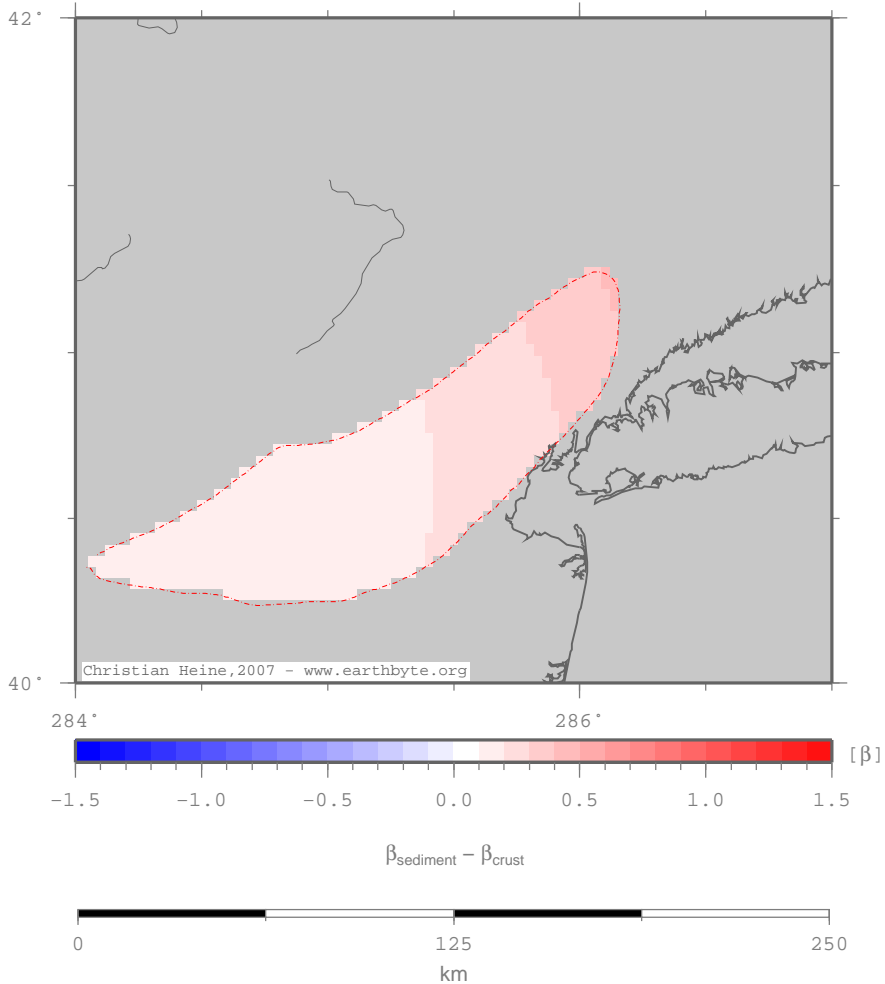 42°
Christian Heine,2007 - www.earthbyte.org
40°
284° 286°
[β]
-1.5 -1.0 -0.5 0.0 0.5 1.0 1.5
βsediment – βcrust
0 125 250
km